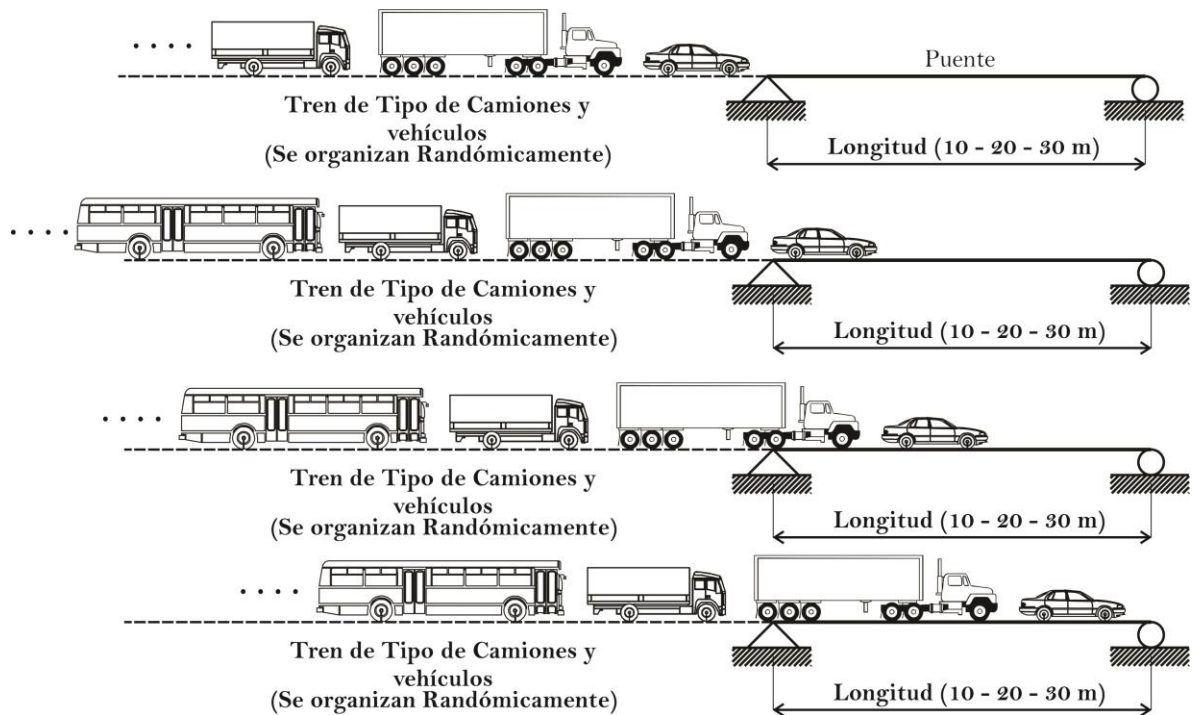 Puente
Tren de Tipo de Camiones y
vehículos
(Se organizan Randómicamente)
Longitud (10 - 20 - 30 m)
Tren de Tipo de Camiones y
vehículos
(Se organizan Randómicamente)
Longitud (10 - 20 - 30 m)
Tren de Tipo de Camiones y
vehículos
(Se organizan Randómicamente)
Longitud (10 - 20 - 30 m)
Tren de Tipo de Camiones y
vehículos
(Se organizan Randómicamente)
Longitud (10 - 20 - 30 m)